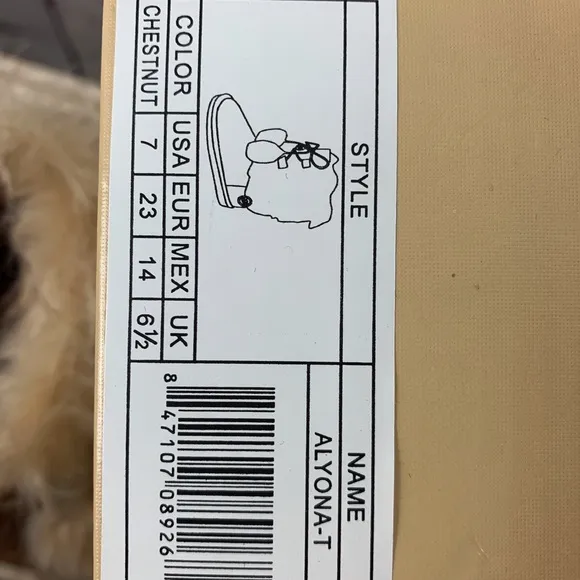 STYLE
NAME
ALYONA-T
COLOR USA EUR MEX UK
CHESTNUT 7 23 14 6½
8 47107 08926